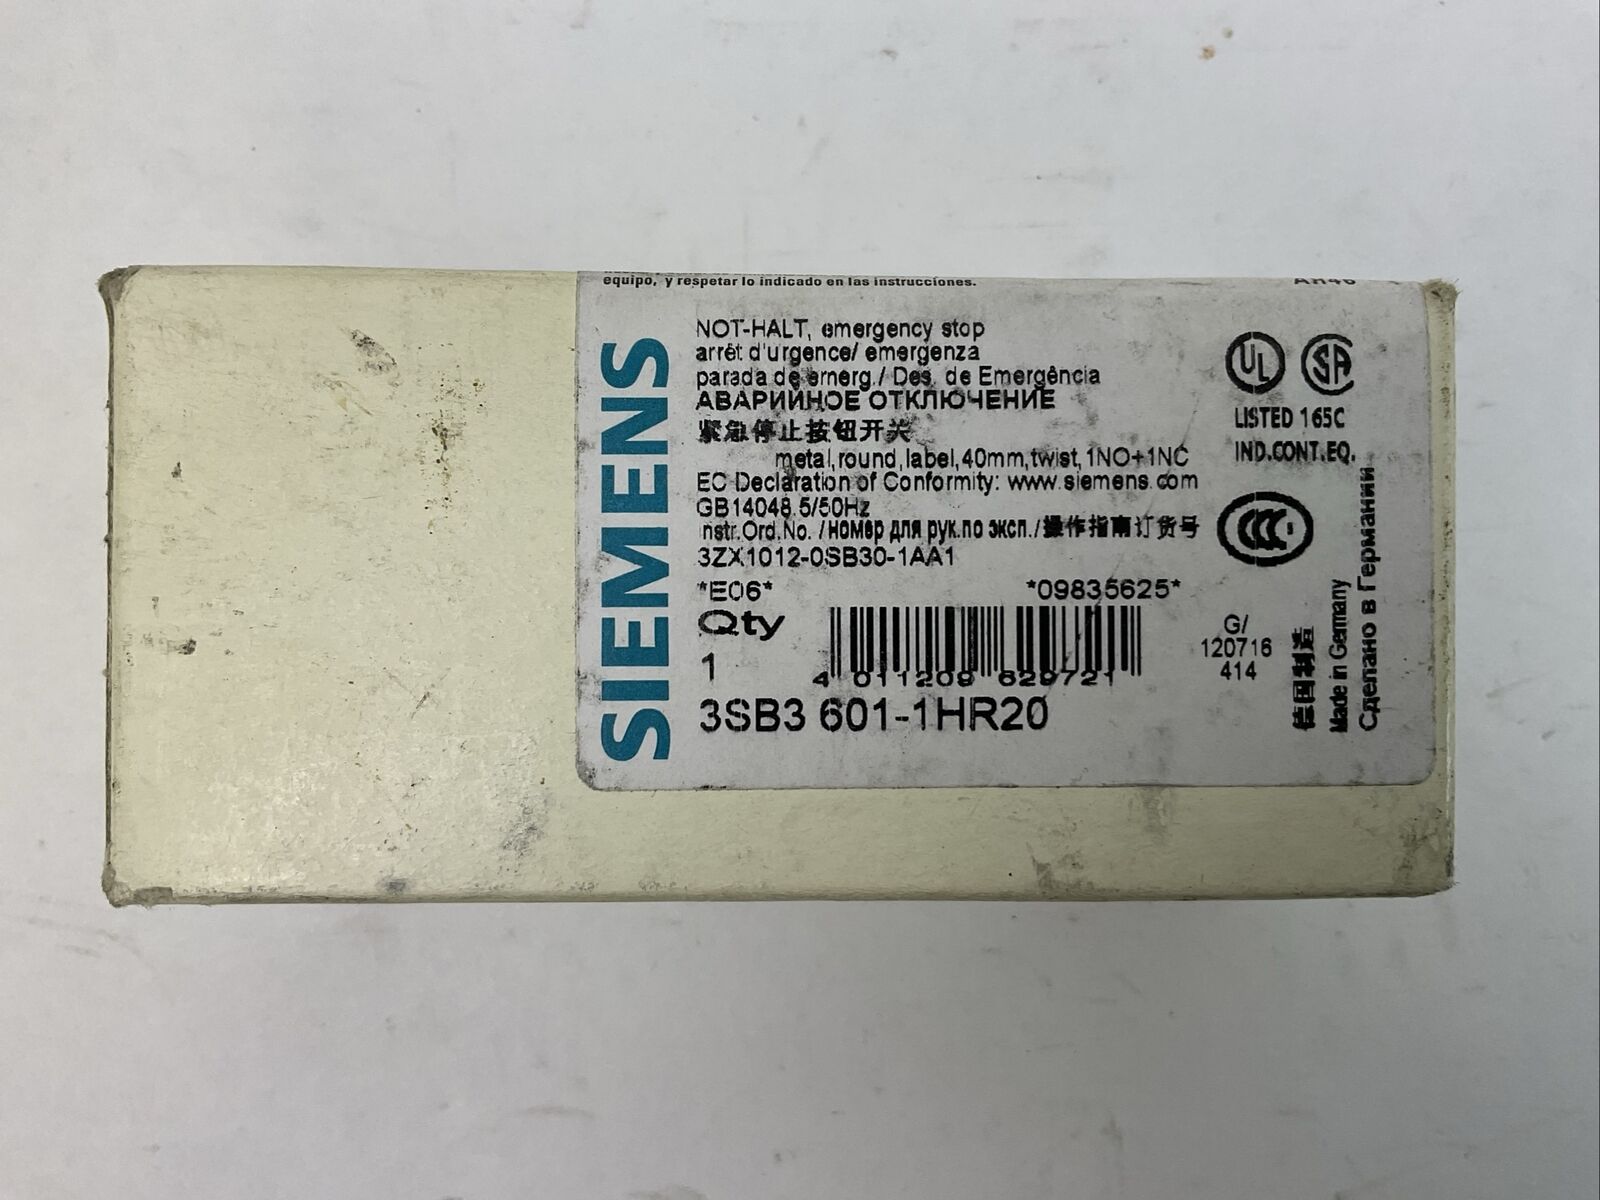 equipo, y respetar lo indicado en las instrucciones.
SIEMENS
NOT-HALT, emergency stop
arrêt d'urgence/ emergenza
parada de emerg./ Des. de Emergência
АВАРИЙНОЕ ОТКЛЮЧЕНИЕ
紧急停止按钮开关
metal,round,label,40mm,twist,1NO+1NC
EC Declaration of Conformity: www.siemens.com
GB14048.5/50Hz
Instr.Ord.No./номер для рук.по эксп./操作指南订货号
3ZX1012-0SB30-1AA1
*E06* *09835625*
Qty
1
4 011209 629721
3SB3 601-1HR20
UL SA
LISTED 165C
IND.CONT.EQ.
CCC
G/
120716
414
德国制造
Made in Germany
Сделано в Германии